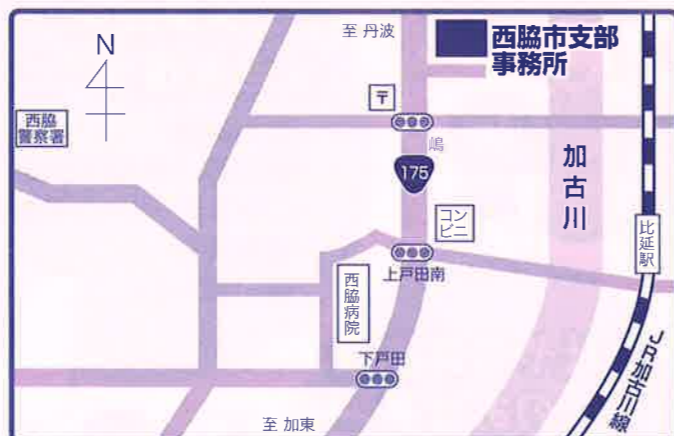 至 丹波
西脇市支部
事務所
N
〒
西脇
警察署
嶋
175
加古川
コン
ビニ
比延駅
上戸田南
西脇病院
下戸田
JR加古川線
至 加東